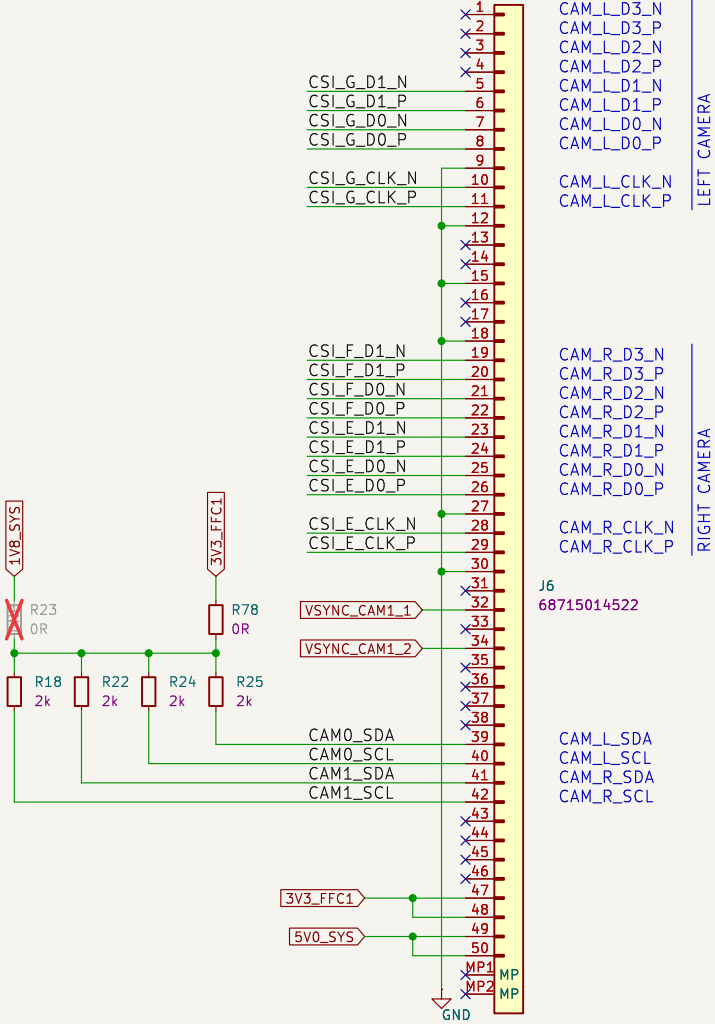 1 CAM_L_D3_N
2 CAM_L_D3_P
3 CAM_L_D2_N
4 CAM_L_D2_P
CSI_G_D1_N 5 CAM_L_D1_N
CSI_G_D1_P 6 CAM_L_D1_P
CSI_G_D0_N 7 CAM_L_D0_N
CSI_G_D0_P 8 CAM_L_D0_P
9
CSI_G_CLK_N 10 CAM_L_CLK_N
CSI_G_CLK_P 11 CAM_L_CLK_P
LEFT CAMERA
12
13
14
15
16
17
18
CSI_F_D1_N 19 CAM_R_D3_N
CSI_F_D1_P 20 CAM_R_D3_P
CSI_F_D0_N 21 CAM_R_D2_N
CSI_F_D0_P 22 CAM_R_D2_P
CSI_E_D1_N 23 CAM_R_D1_N
CSI_E_D1_P 24 CAM_R_D1_P
CSI_E_D0_N 25 CAM_R_D0_N
CSI_E_D0_P 26 CAM_R_D0_P
27
CSI_E_CLK_N 28 CAM_R_CLK_N
CSI_E_CLK_P 29 CAM_R_CLK_P
RIGHT CAMERA
30
31
1V8_SYS
3V3_FFC1
J6
68715014522
VSYNC_CAM1_1 32
33
VSYNC_CAM1_2 34
R23
0R
R78
0R
35
36
37
38
R18
2k
R22
2k
R24
2k
R25
2k
CAM0_SDA 39 CAM_L_SDA
CAM0_SCL 40 CAM_L_SCL
CAM1_SDA 41 CAM_R_SDA
CAM1_SCL 42 CAM_R_SCL
43
44
45
46
3V3_FFC1 47
48
5V0_SYS 49
50
MP1 MP
MP2 MP
GND